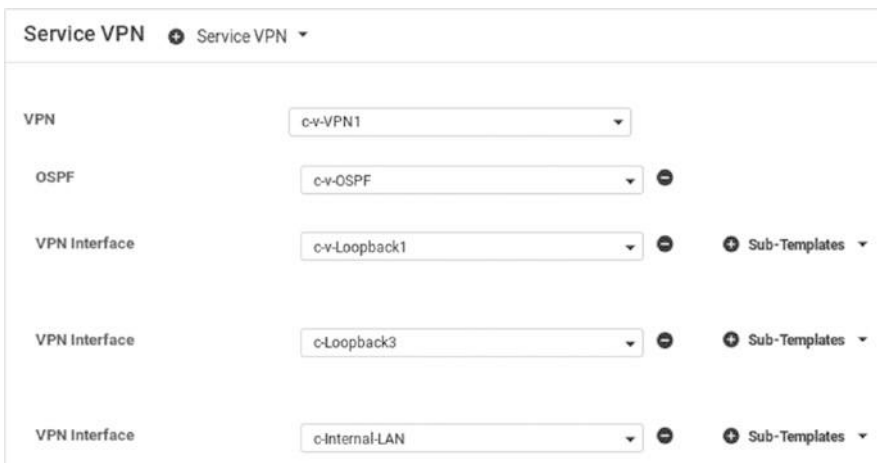 Service VPN Service VPN
VPN c-v-VPN1
OSPF c-v-OSPF
VPN Interface c-v-Loopback1 Sub-Templates
VPN Interface c-Loopback3 Sub-Templates
VPN Interface c-Internal-LAN Sub-Templates